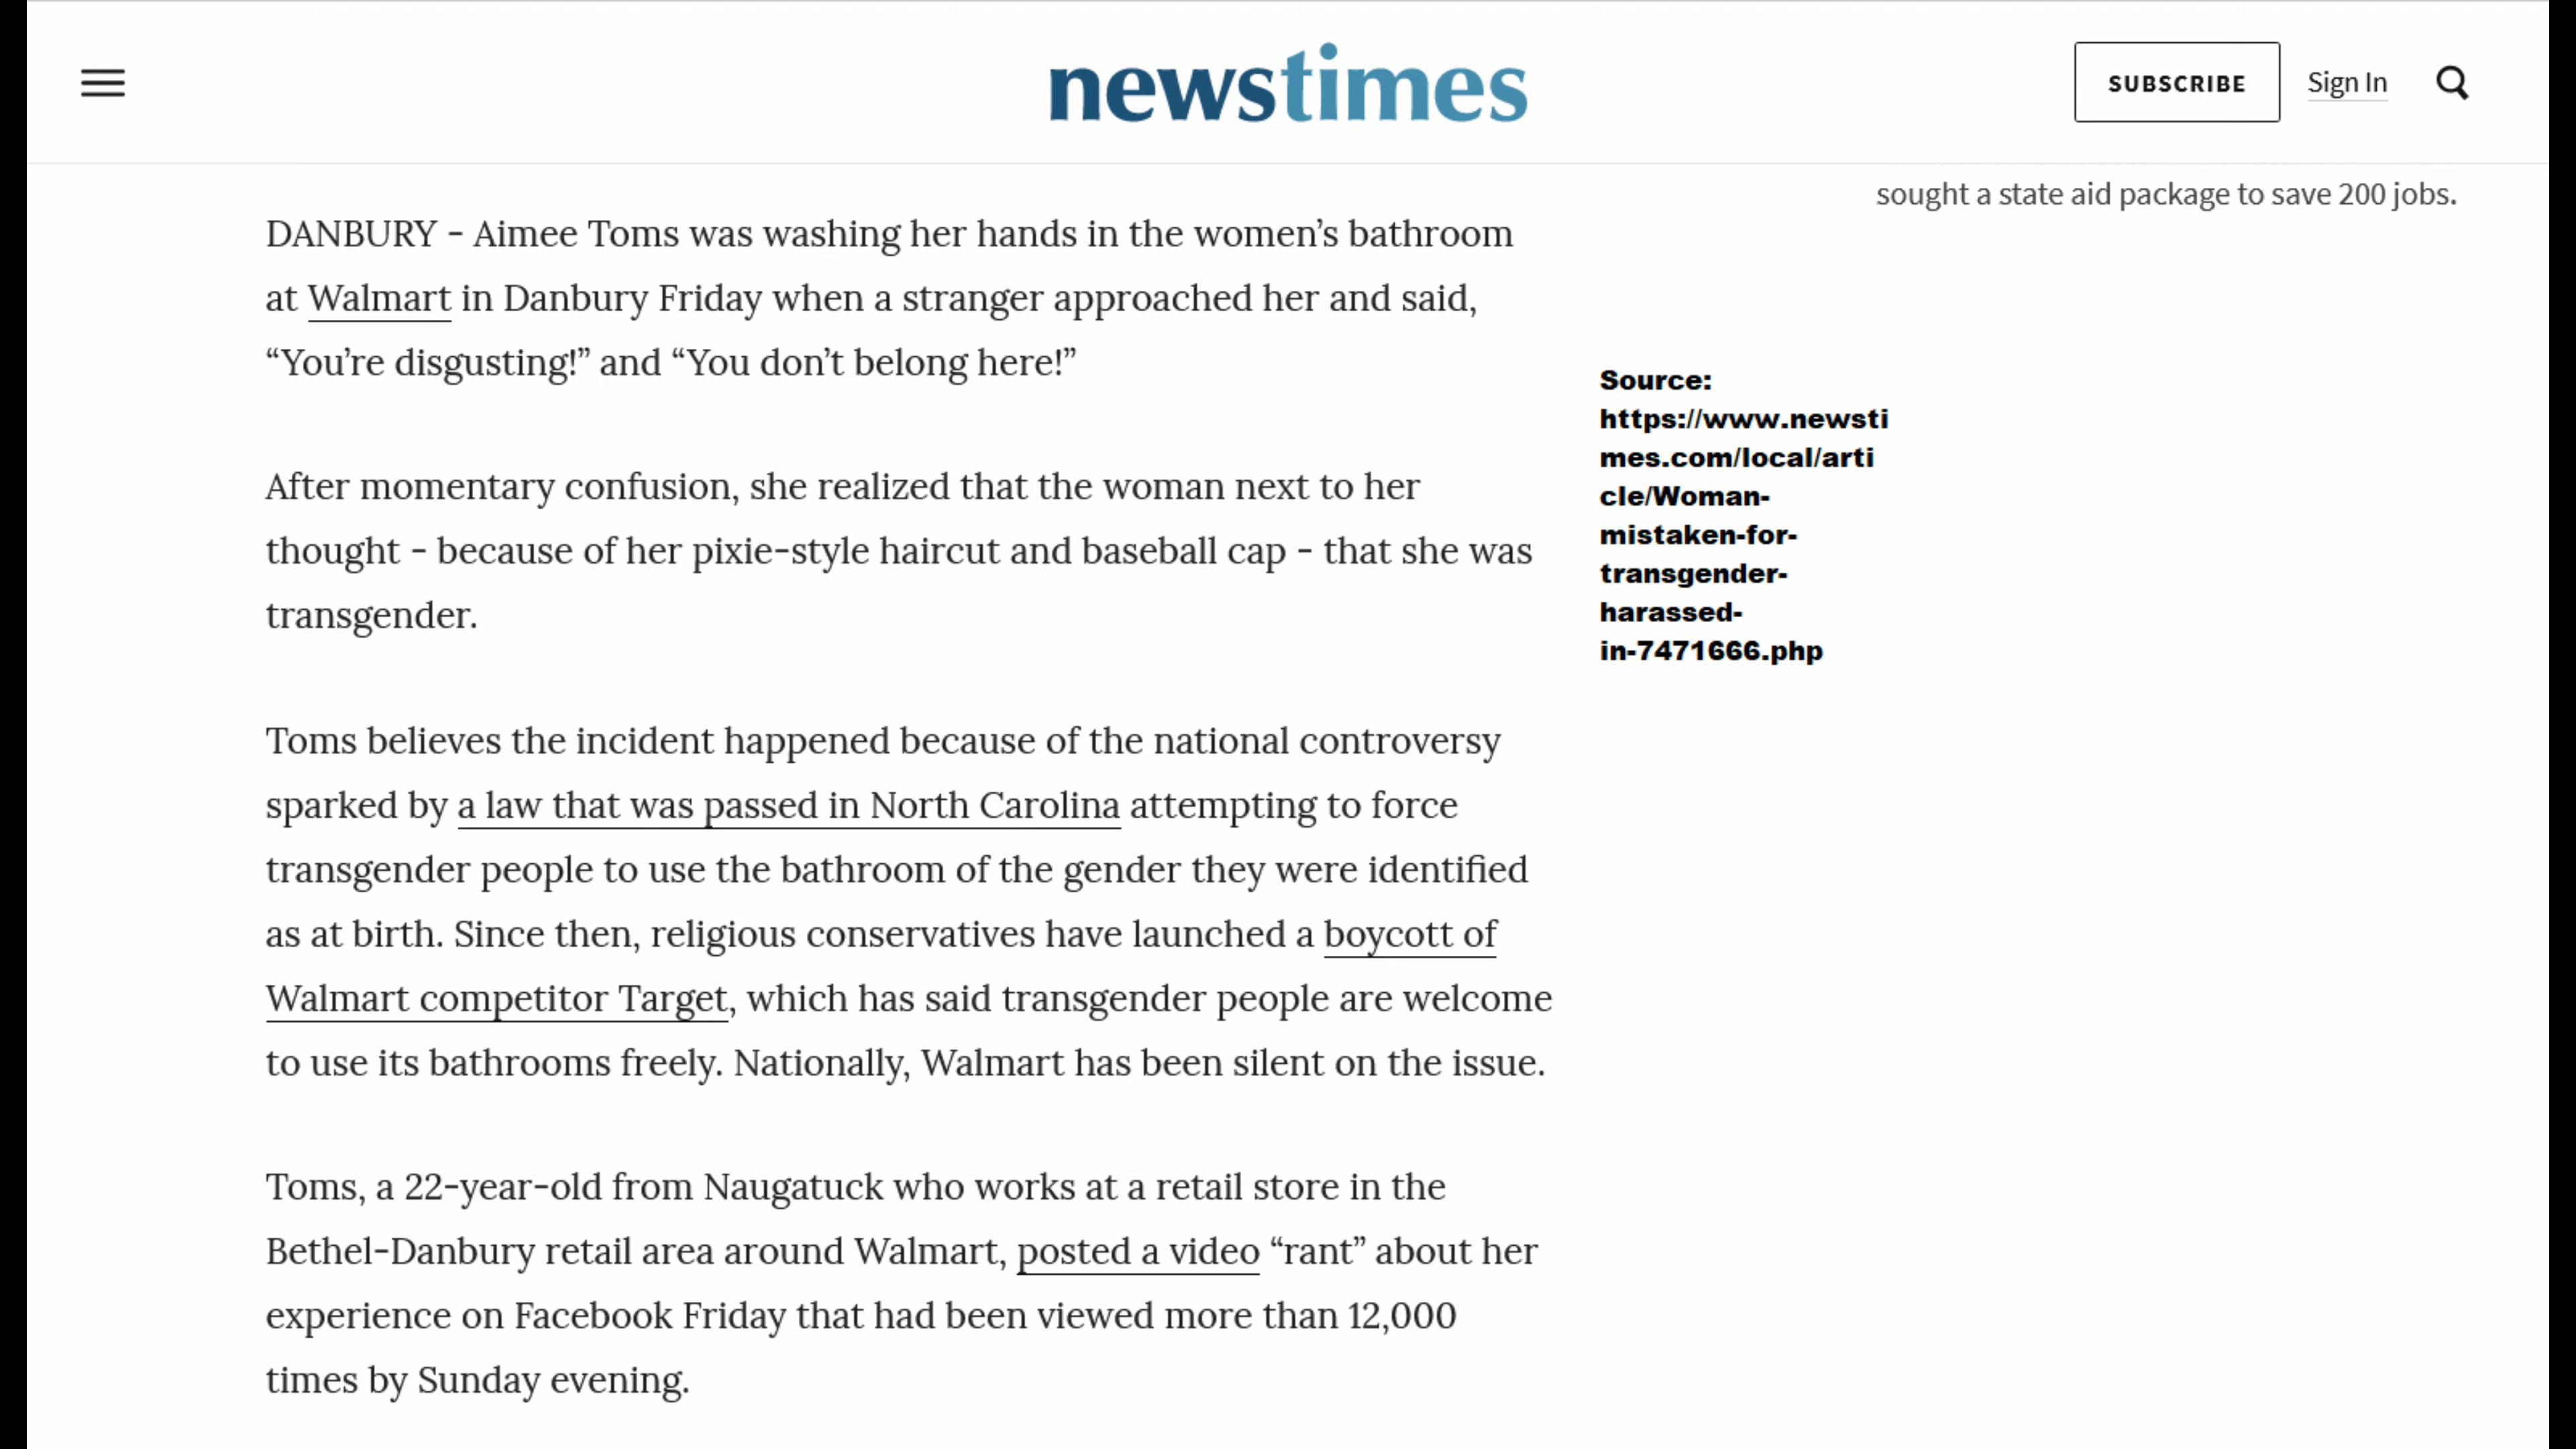 newstimes
SUBSCRIBE
Sign In
sought a state aid package to save 200 jobs.
DANBURY - Aimee Toms was washing her hands in the women’s bathroom
at Walmart in Danbury Friday when a stranger approached her and said,
“You’re disgusting!” and “You don’t belong here!”
After momentary confusion, she realized that the woman next to her
thought - because of her pixie-style haircut and baseball cap - that she was
transgender.
Toms believes the incident happened because of the national controversy
sparked by a law that was passed in North Carolina attempting to force
transgender people to use the bathroom of the gender they were identified
as at birth. Since then, religious conservatives have launched a boycott of
Walmart competitor Target, which has said transgender people are welcome
to use its bathrooms freely. Nationally, Walmart has been silent on the issue.
Toms, a 22-year-old from Naugatuck who works at a retail store in the
Bethel-Danbury retail area around Walmart, posted a video “rant” about her
experience on Facebook Friday that had been viewed more than 12,000
times by Sunday evening.
Source:
https://www.newsti
mes.com/local/arti
cle/Woman-
mistaken-for-
transgender-
harassed-
in-7471666.php